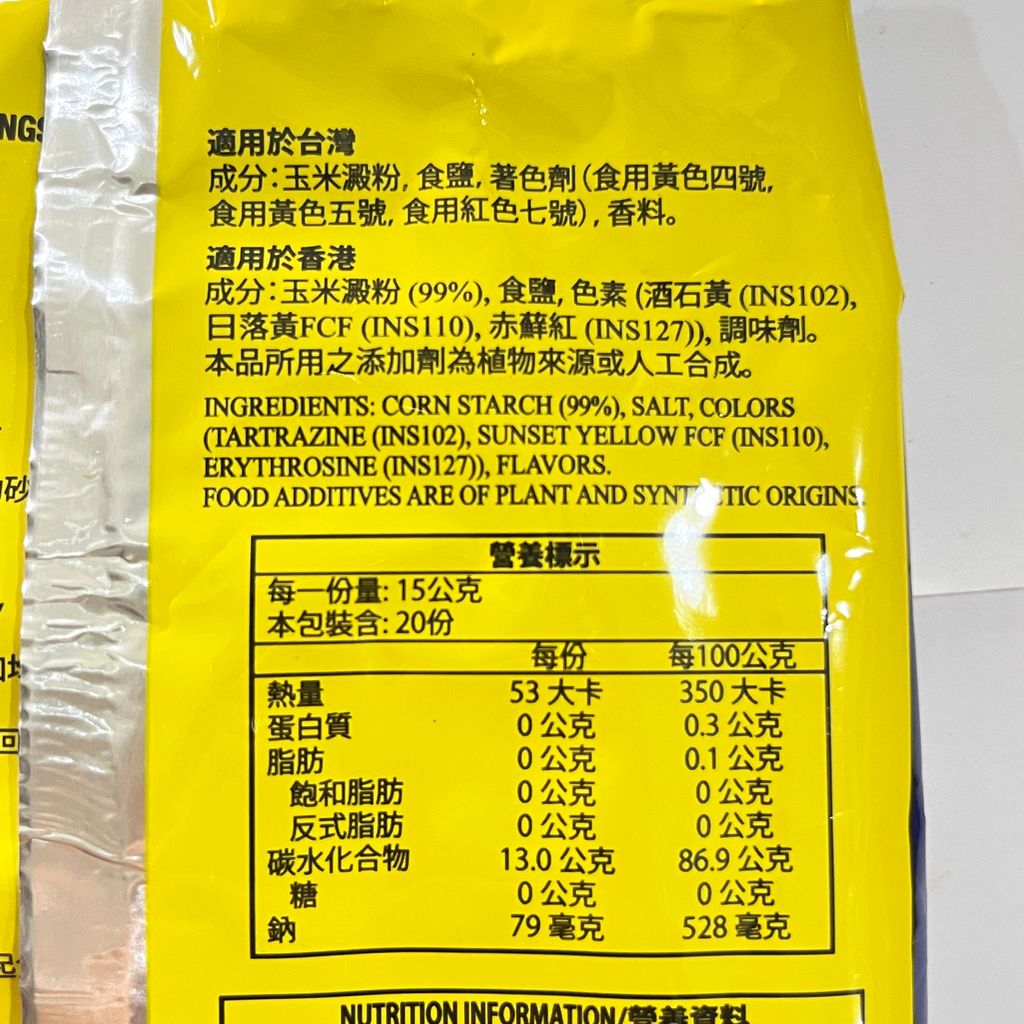 適用於台灣
成分：玉米澱粉, 食鹽, 著色劑 (食用黃色四號,
食用黃色五號, 食用紅色七號), 香料。
適用於香港
成分：玉米澱粉 (99%), 食鹽, 色素 (酒石黃 (INS102),
日落黃FCF (INS110), 赤蘚紅 (INS127)), 調味劑。
本品所用之添加劑為植物來源或人工合成。
INGREDIENTS: CORN STARCH (99%), SALT, COLORS
(TARTRAZINE (INS102), SUNSET YELLOW FCF (INS110),
ERYTHROSINE (INS127)), FLAVORS.
FOOD ADDITIVES ARE OF PLANT AND SYNTHETIC ORIGINS.
營養標示
每一份量: 15公克
本包裝含: 20份
每份 每100公克
熱量 53 大卡 350 大卡
蛋白質 0 公克 0.3 公克
脂肪 0 公克 0.1 公克
飽和脂肪 0 公克 0 公克
反式脂肪 0 公克 0 公克
碳水化合物 13.0 公克 86.9 公克
糖 0 公克 0 公克
鈉 79 毫克 528 毫克
NUTRITION INFORMATION/營養資料